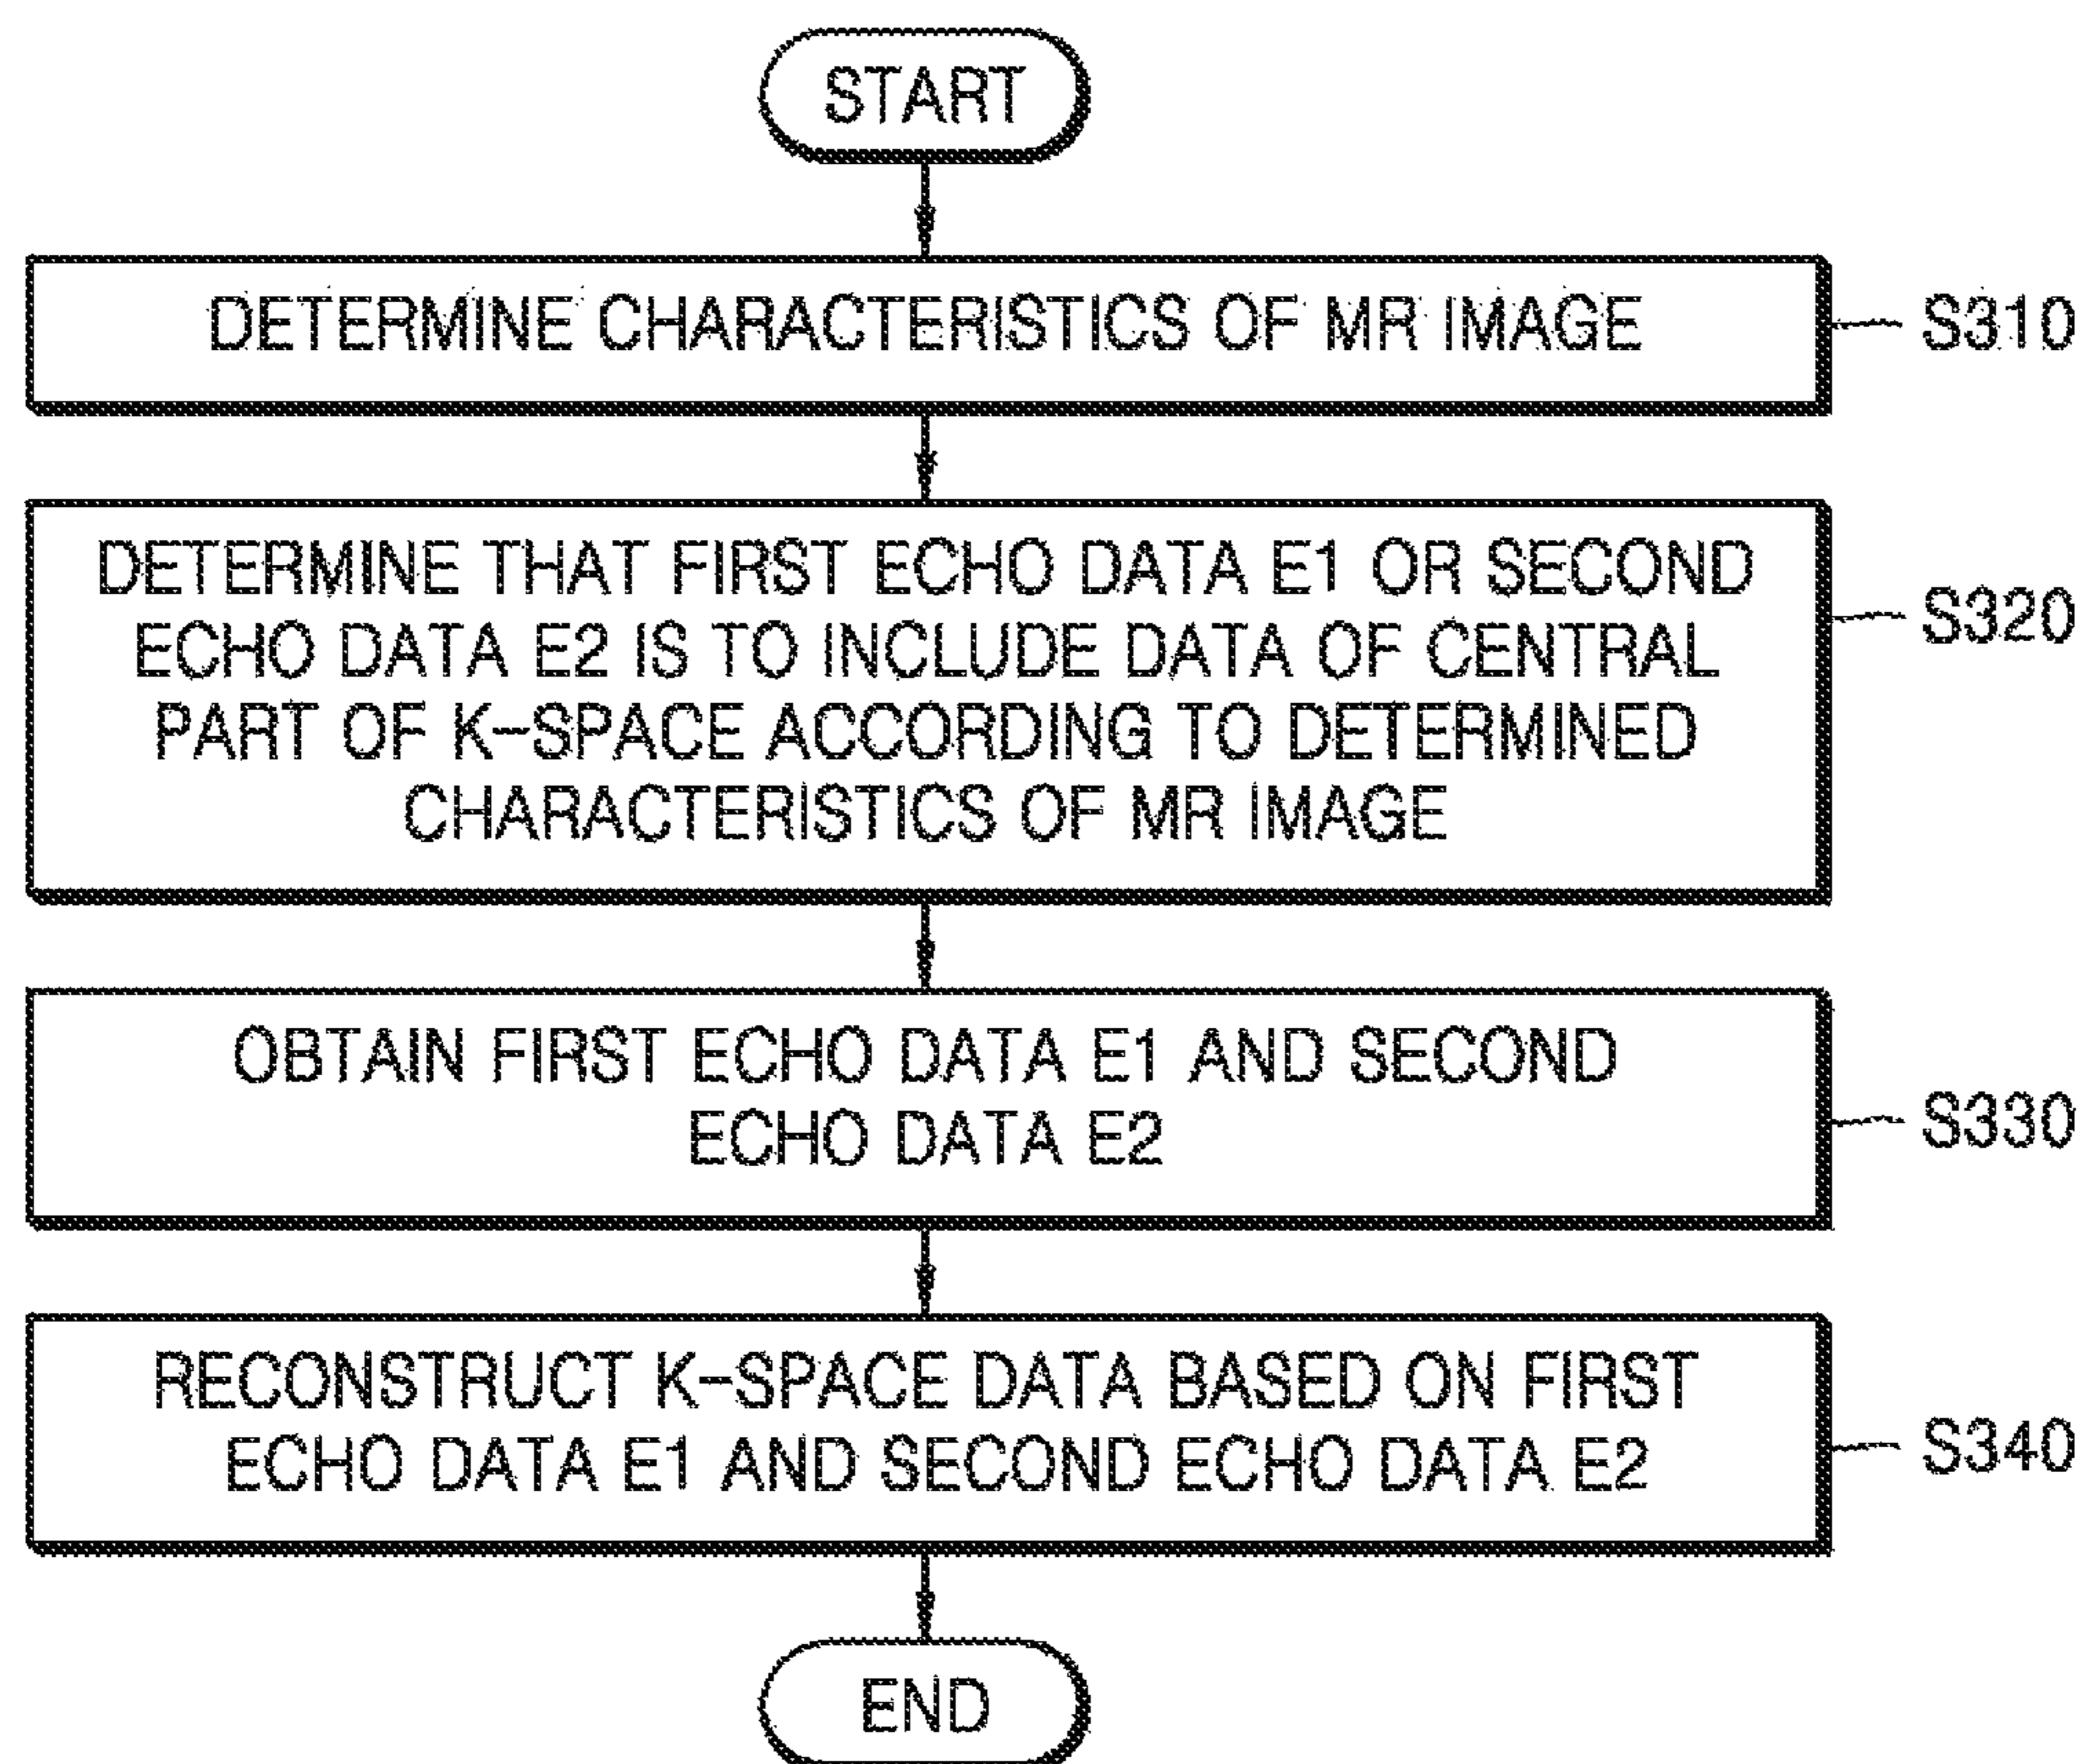 START
DETERMINE CHARACTERISTICS OF MR IMAGE
S310
DETERMINE THAT FIRST ECHO DATA E1 OR SECOND
ECHO DATA E2 IS TO INCLUDE DATA OF CENTRAL
PART OF K-SPACE ACCORDING TO DETERMINED
CHARACTERISTICS OF MR IMAGE
S320
OBTAIN FIRST ECHO DATA E1 AND SECOND
ECHO DATA E2
S330
RECONSTRUCT K-SPACE DATA BASED ON FIRST
ECHO DATA E1 AND SECOND ECHO DATA E2
S340
END